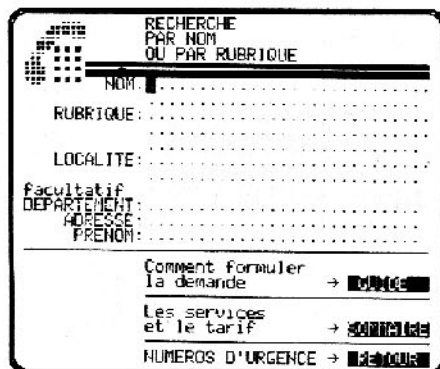 RECHERCHE
PAR NOM
OU PAR RUBRIQUE
NOM:
RUBRIQUE:
LOCALITE:
facultatif
DEPARTEMENT:
ADRESSE:
PRENOM:
Comment formuler
la demande → GUIDE
Les services
et le tarif → SOMMAIRE
NUMEROS D'URGENCE → RETOUR